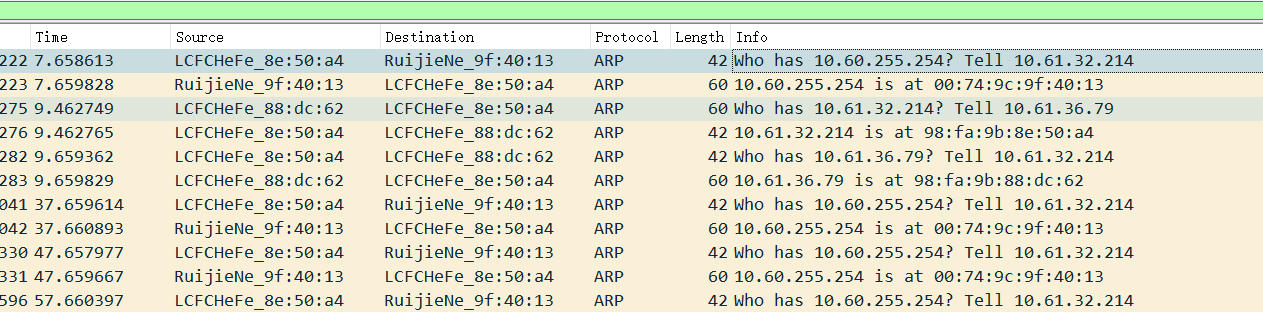 Time Source Destination Protocol Length Info
222 7.658613 LCFCHeFe_8e:50:a4 RuijieNe_9f:40:13 ARP 42 Who has 10.60.255.254? Tell 10.61.32.214
223 7.659828 RuijieNe_9f:40:13 LCFCHeFe_8e:50:a4 ARP 60 10.60.255.254 is at 00:74:9c:9f:40:13
275 9.462749 LCFCHeFe_88:dc:62 LCFCHeFe_8e:50:a4 ARP 60 Who has 10.61.32.214? Tell 10.61.36.79
276 9.462765 LCFCHeFe_8e:50:a4 LCFCHeFe_88:dc:62 ARP 42 10.61.32.214 is at 98:fa:9b:8e:50:a4
282 9.659362 LCFCHeFe_8e:50:a4 LCFCHeFe_88:dc:62 ARP 42 Who has 10.61.36.79? Tell 10.61.32.214
283 9.659829 LCFCHeFe_88:dc:62 LCFCHeFe_8e:50:a4 ARP 60 10.61.36.79 is at 98:fa:9b:88:dc:62
041 37.659614 LCFCHeFe_8e:50:a4 RuijieNe_9f:40:13 ARP 42 Who has 10.60.255.254? Tell 10.61.32.214
042 37.660893 RuijieNe_9f:40:13 LCFCHeFe_8e:50:a4 ARP 60 10.60.255.254 is at 00:74:9c:9f:40:13
330 47.657977 LCFCHeFe_8e:50:a4 RuijieNe_9f:40:13 ARP 42 Who has 10.60.255.254? Tell 10.61.32.214
331 47.659667 RuijieNe_9f:40:13 LCFCHeFe_8e:50:a4 ARP 60 10.60.255.254 is at 00:74:9c:9f:40:13
596 57.660397 LCFCHeFe_8e:50:a4 RuijieNe_9f:40:13 ARP 42 Who has 10.60.255.254? Tell 10.61.32.214